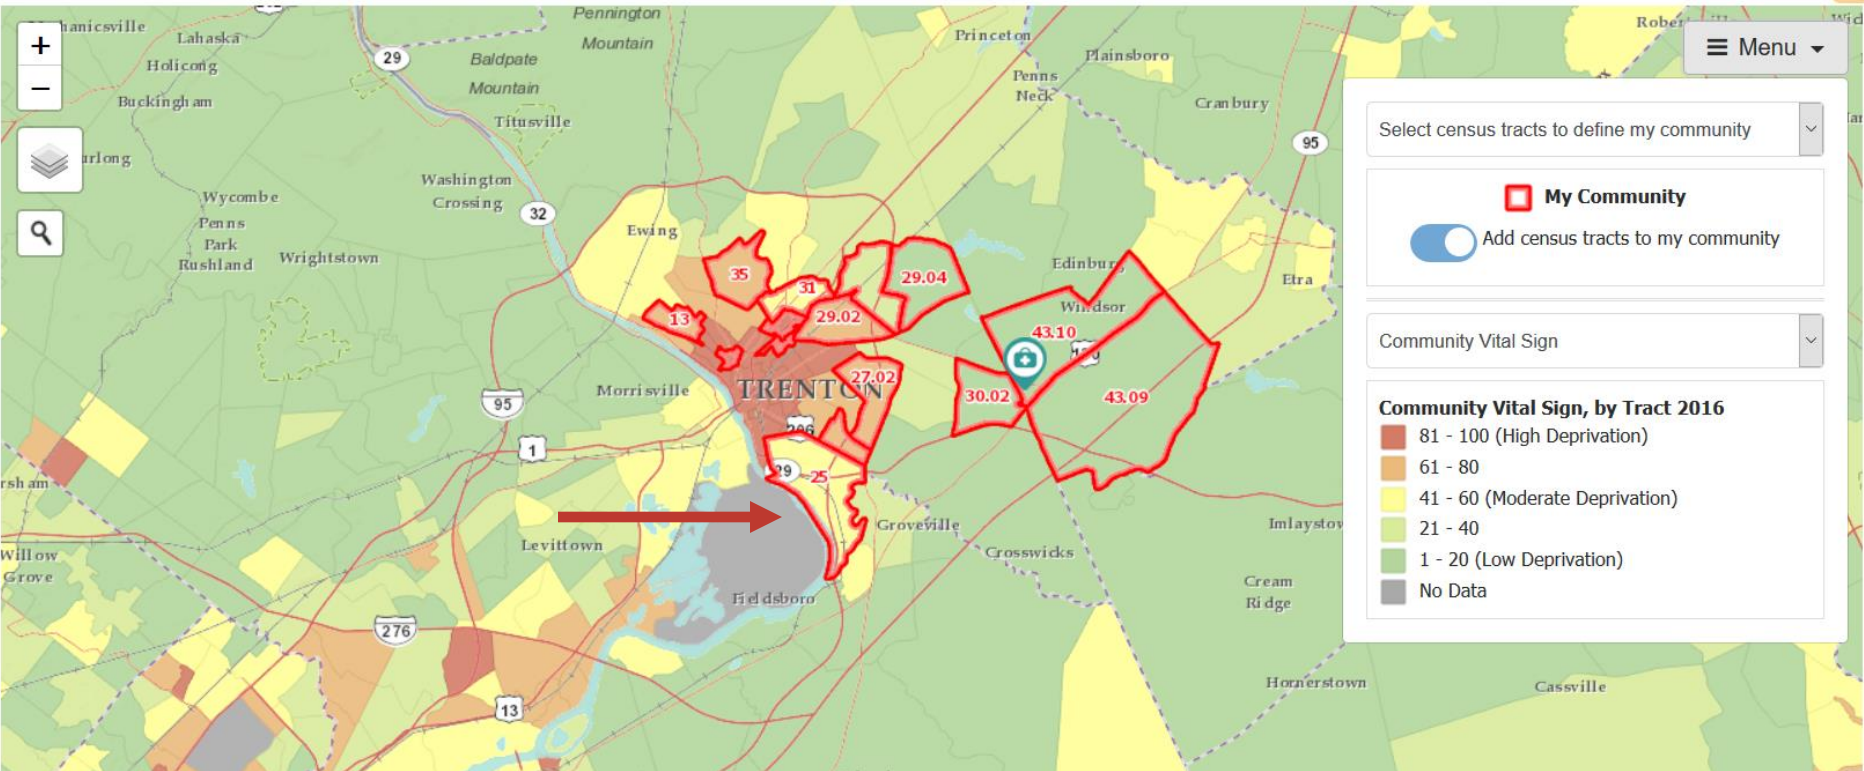 Pennington
Mountain
Lahaska
Holicong
Buckingham
29
Baldpate
Mountain
Titusville
Princeton
Penns
Neck
Plainsboro
Cranbury
95
+
−
Menu
Select census tracts to define my community
My Community
Add census tracts to my community
Community Vital Sign
Community Vital Sign, by Tract 2016
81 - 100 (High Deprivation)
61 - 80
41 - 60 (Moderate Deprivation)
21 - 40
1 - 20 (Low Deprivation)
No Data
Wycombe
Penns
Park
Rushland
Wrightstown
Washington
Crossing
32
Ewing
35
31
29.04
13
29.02
Windsor
Etra
43.10
Morrisville
TRENTON
27.02
30.02
43.09
95
1
29
25
Levittown
Groveville
Crosswicks
Cream
Ridge
Willow
Grove
Fieldsboro
276
13
Hornerstown
Cassville